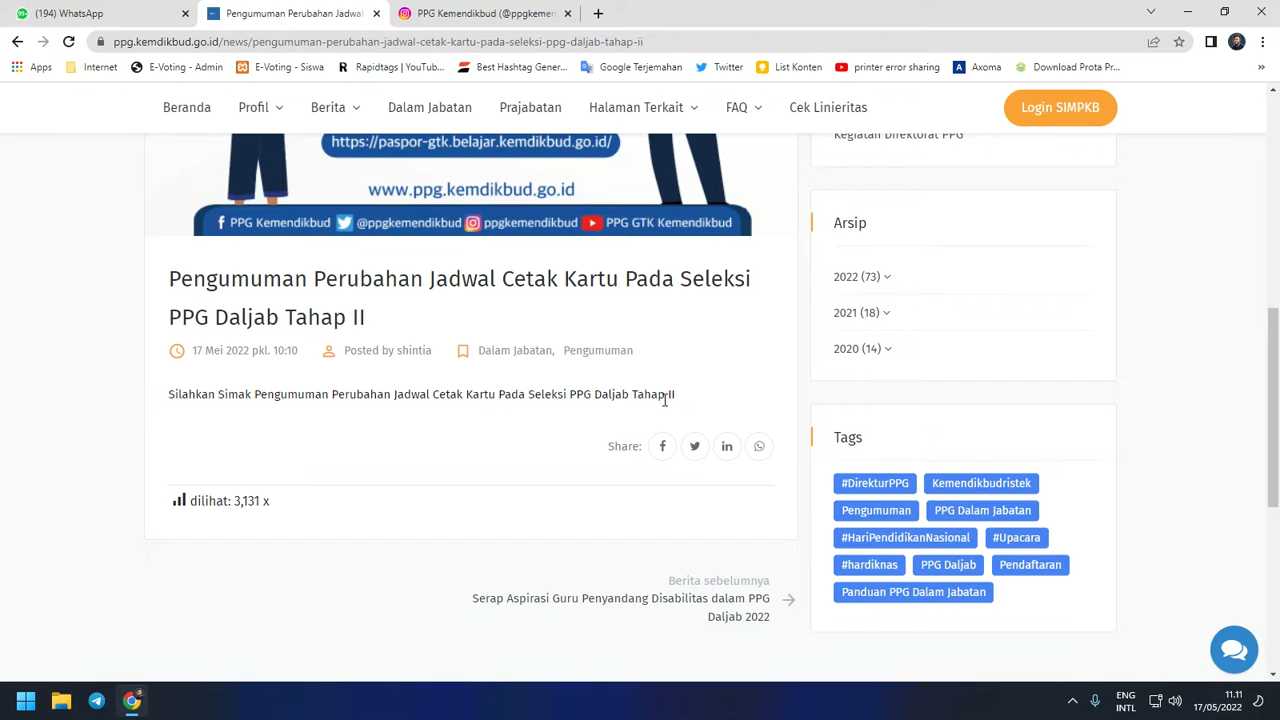 (194) WhatsApp
Pengumuman Perubahan Jadwal
PPG Kemdikbud (@ppgkemen
ppg.kemdikbud.go.id/news/pengumuman-perubahan-jadwal-cetak-kartu-pada-seleksi-ppg-daljab-tahap-ii
Apps Internet E-Voting - Admin E-Voting - Siswa Rapidtags | YouTub... Best Hashtag Gener... Google Terjemahan Twitter List Konten printer error sharing Axoma Download Prota Pr... »
Beranda Profil Berita Dalam Jabatan Prajabatan Halaman Terkait FAQ Cek Linieritas Login SIMPKB
https://paspor-gtk.belajar.kemdikbud.go.id/
www.ppg.kemdikbud.go.id
PPG Kemendikbud @ppgkemdikbud ppgkemendikbud PPG GTK Kemendikbud
Pengumuman Perubahan Jadwal Cetak Kartu Pada Seleksi
PPG Daljab Tahap II
17 Mei 2022 pkl. 10:10 Posted by shintia Dalam Jabatan, Pengumuman
Silahkan Simak Pengumuman Perubahan Jadwal Cetak Kartu Pada Seleksi PPG Daljab Tahap II
Share:
dilihat: 3,131 x
Berita sebelumnya
Serap Aspirasi Guru Penyandang Disabilitas dalam PPG
Daljab 2022
Kegiatan Direktorat PPG
Arsip
2022 (73)
2021 (18)
2020 (14)
Tags
#DirekturPPG Kemendikbudristek
Pengumuman PPG Dalam Jabatan
#HariPendidikanNasional #Upacara
#hardiknas PPG Daljab Pendaftaran
Panduan PPG Dalam Jabatan
ENG
INTL
11.11
17/05/2022